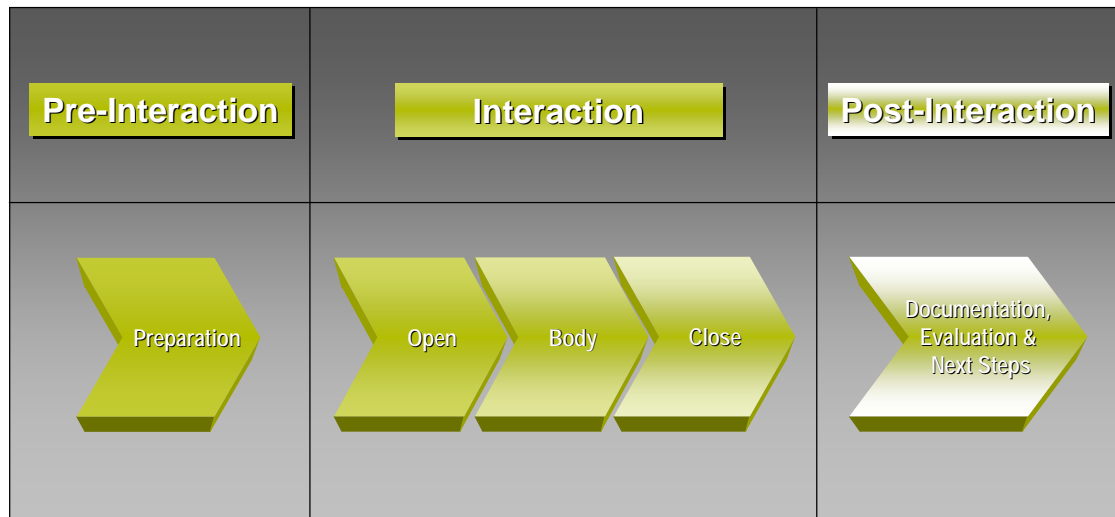 Pre-Interaction
Interaction
Post-Interaction
Preparation
Open
Body
Close
Documentation,
Evaluation &
Next Steps